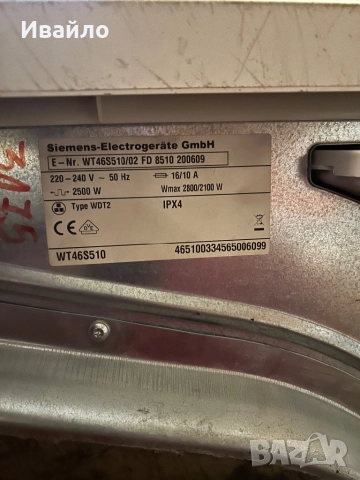 Ивайло
Siemens-Electrogeräte GmbH
E-Nr. WT46S510/02 FD 8510 200609
220-240 V ~ 50 Hz 16/10 A
2500 W Wmax 2800/2100 W
Type WDT2 IPX4
WT46S510 465100334565006099
BAZAR